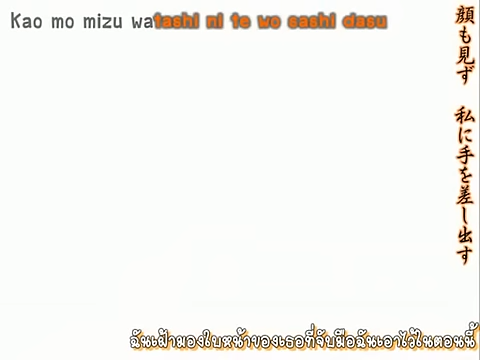 Kao mo mizu watashi ni te wo sashi dasu
顔も見ず 私に手を差し出す
ฉันเฝ้ามองใบหน้าของเธอที่จับมือฉันเอาไว้ในตอนนี้